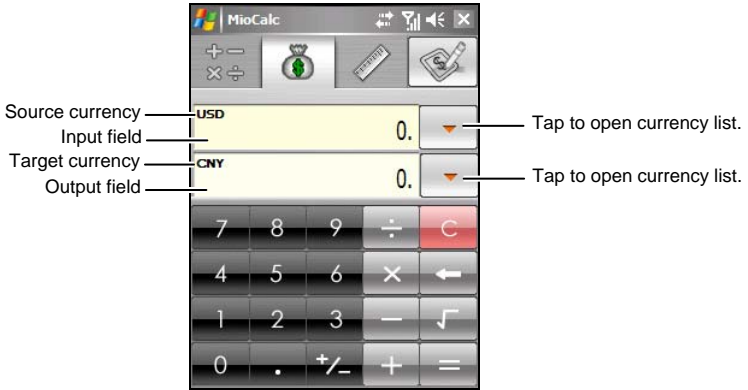 MioCalc
Source currency
USD
Input field
0.
Tap to open currency list.
Target currency
CNY
Output field
0.
Tap to open currency list.
7 8 9 ÷ C
4 5 6 × ←
1 2 3 − √
0 . +/− + =